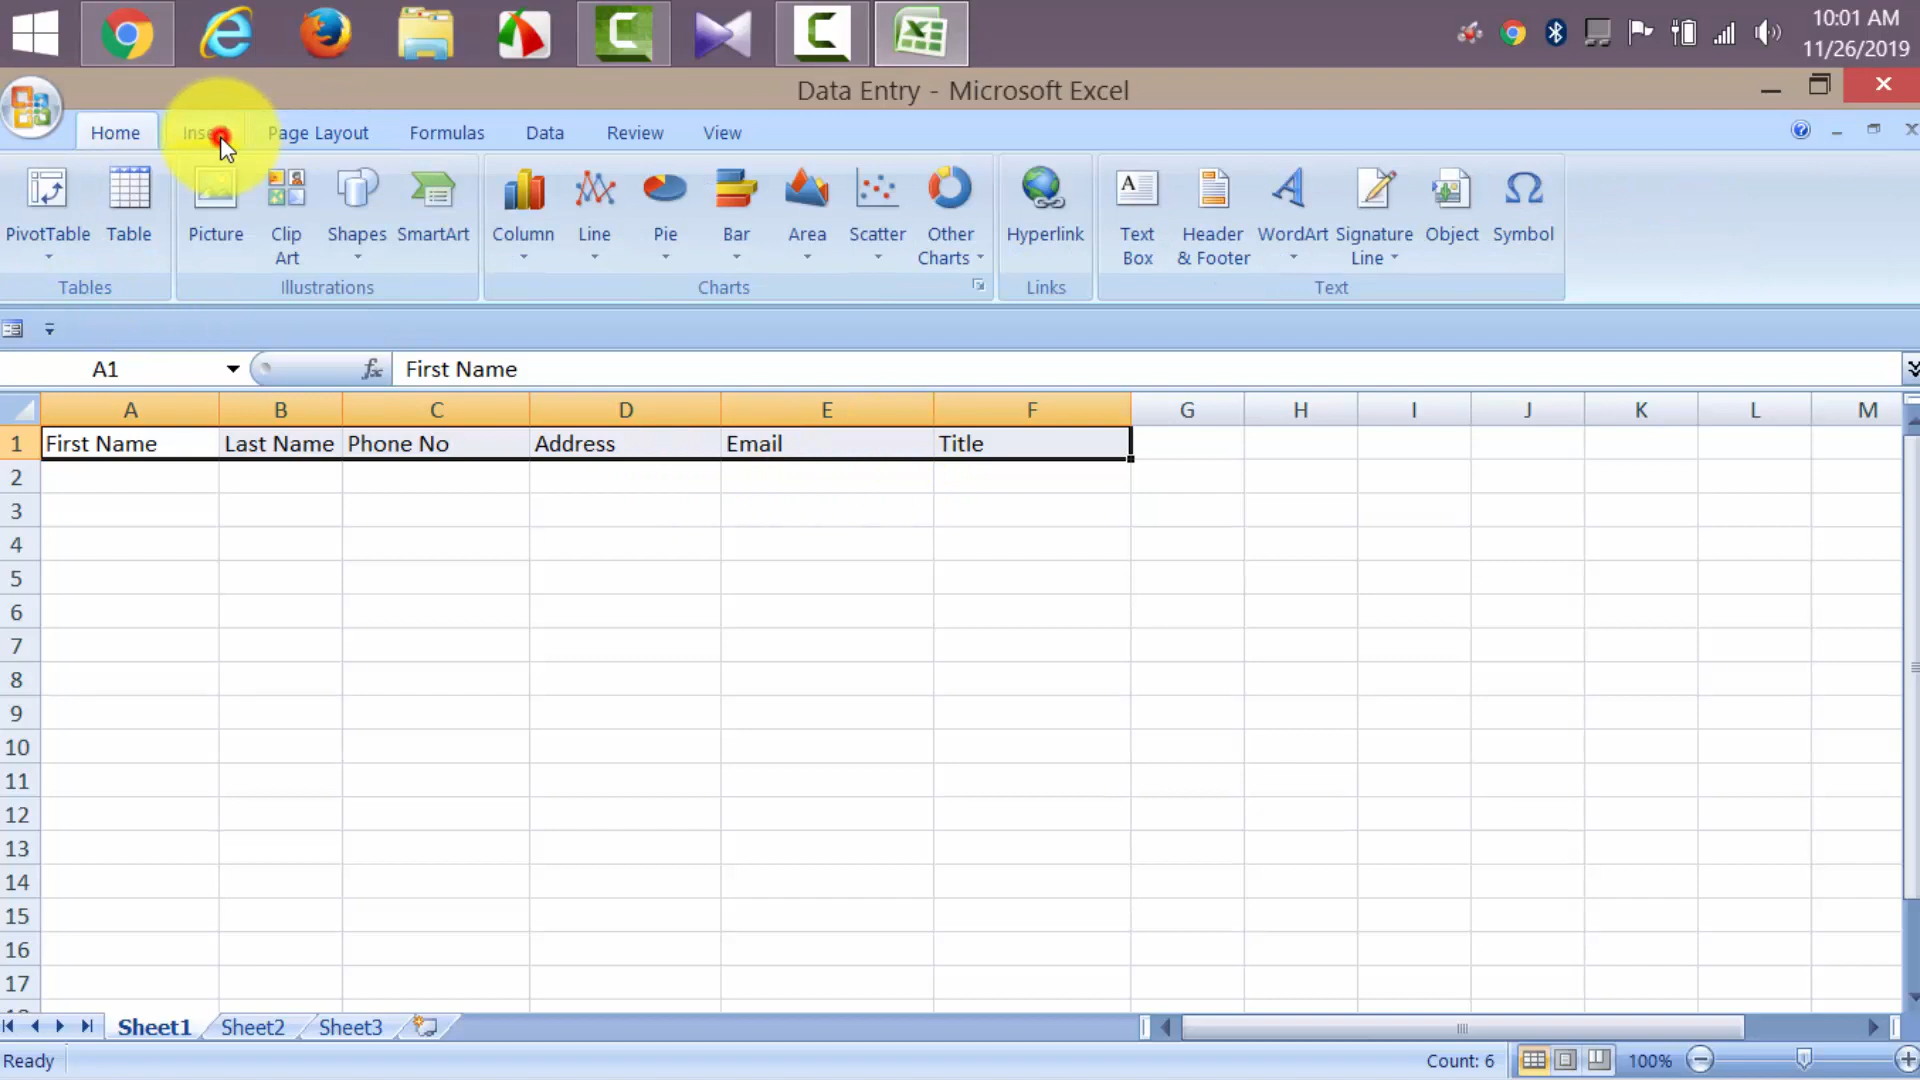 10:01 AM
11/26/2019
Data Entry - Microsoft Excel
Home Page Layout Formulas Data Review View
PivotTable Table Picture Clip Art Shapes SmartArt Column Line Pie Bar Area Scatter Other Charts Hyperlink Text Box Header & Footer WordArt Signature Line Object Symbol
Tables Illustrations Charts Links Text
A1 fx First Name
A B C D E F G H I J K L M
1 First Name Last Name Phone No Address Email Title
2
3
4
5
6
7
8
9
10
11
12
13
14
15
16
17
Sheet1 Sheet2 Sheet3
Ready Count: 6 100%